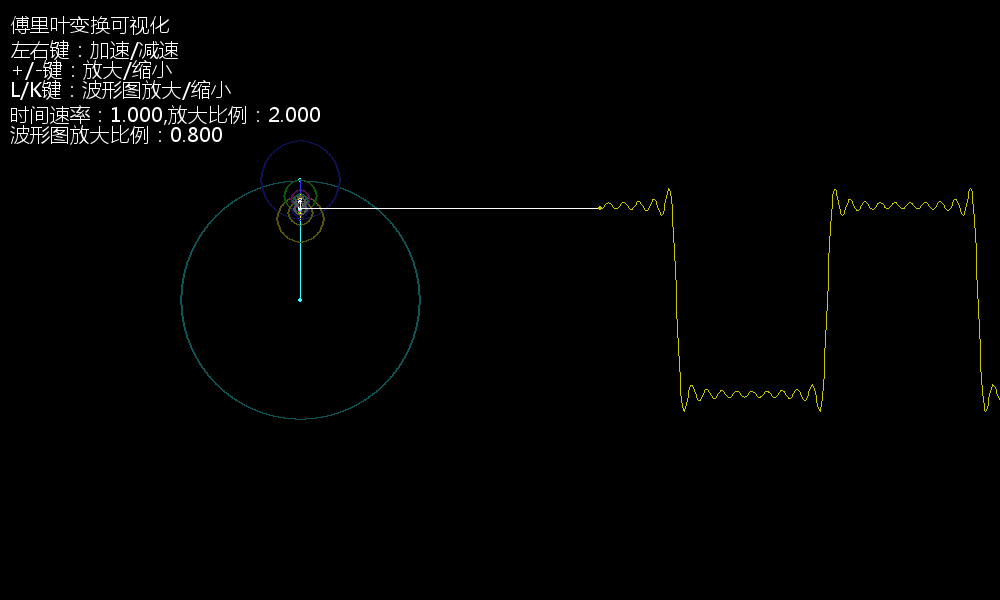 傅里叶变换可视化
左右键：加速/减速
+/-键：放大/缩小
L/K键：波形图放大/缩小
时间速率：1.000,放大比例：2.000
波形图放大比例：0.800